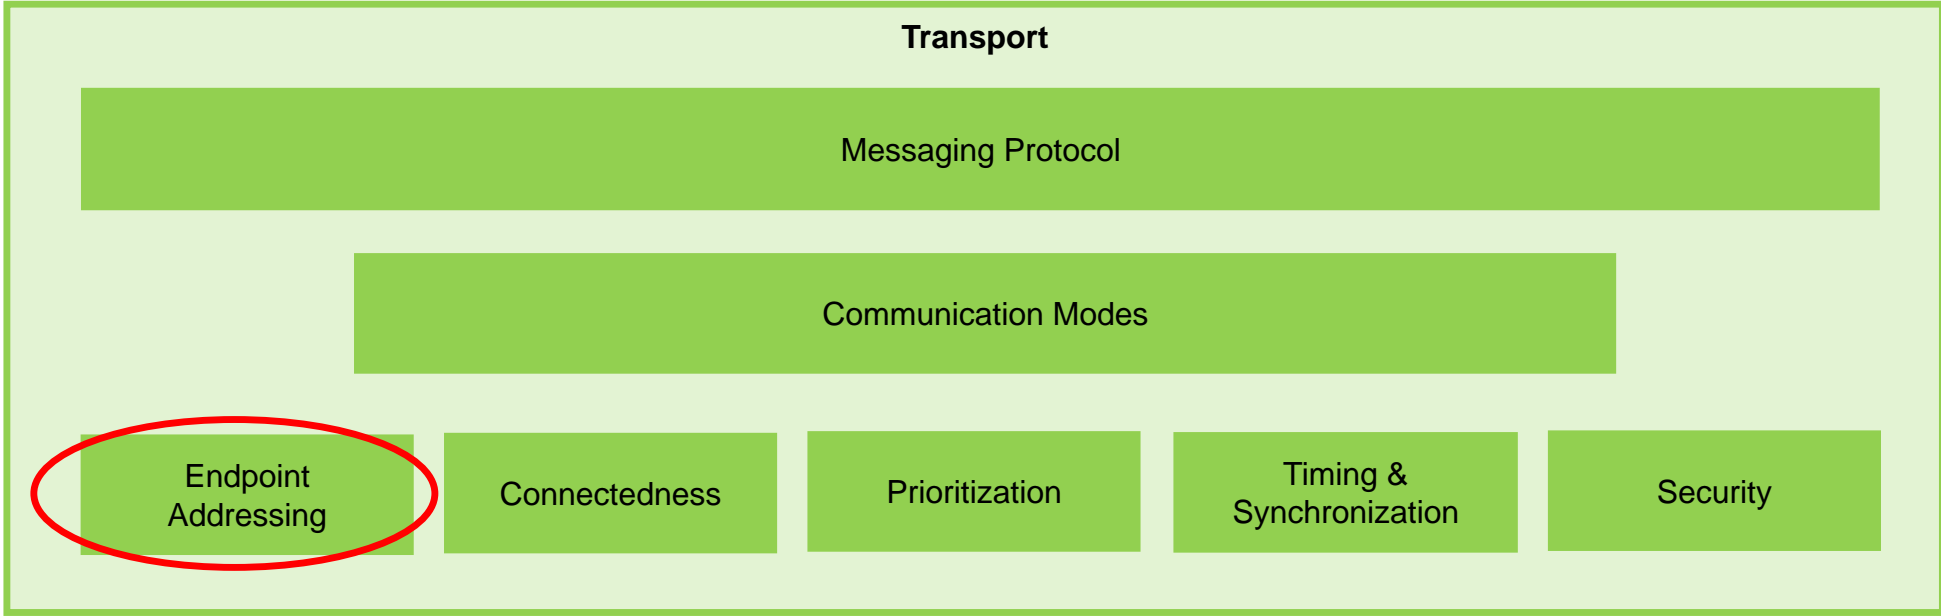 Transport
Messaging Protocol
Communication Modes
Endpoint
Addressing
Connectedness
Prioritization
Timing &
Synchronization
Security